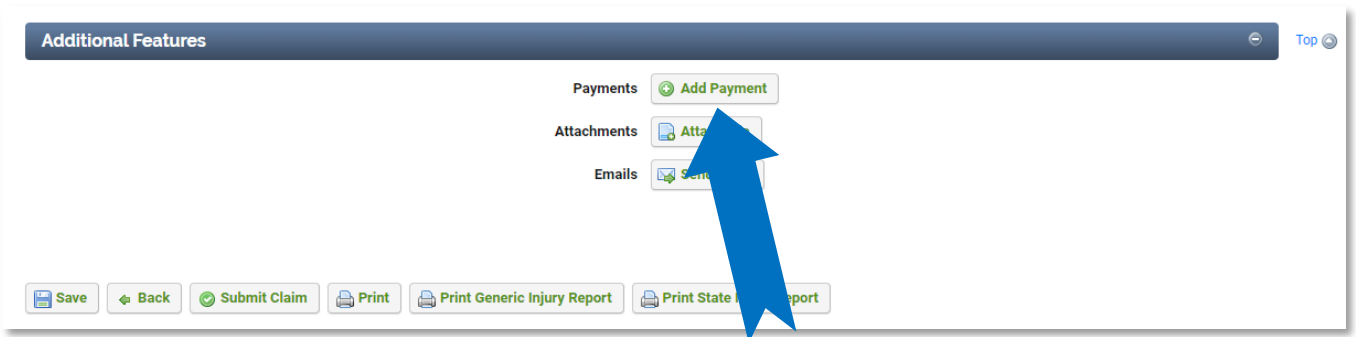 Additional Features
Top
Payments Add Payment
Attachments
Emails
Save Back Submit Claim Print Print Generic Injury Report Print State